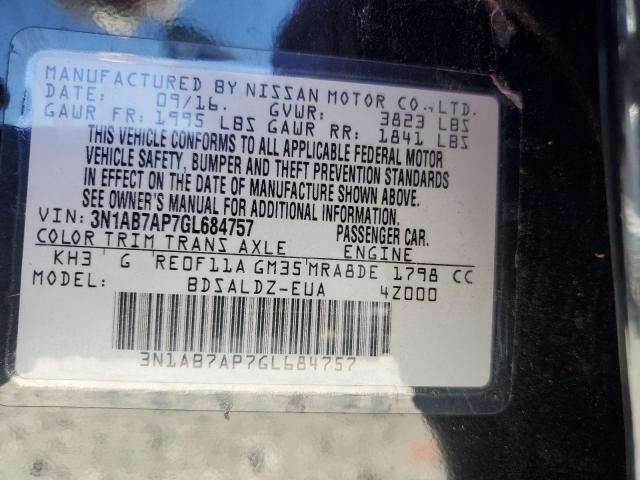 MANUFACTURED BY NISSAN MOTOR CO.,LTD.
DATE: 09/16. GVWR: 3823 LBS
GAWR FR: 1995 LBS GAWR RR: 1841 LBS
THIS VEHICLE CONFORMS TO ALL APPLICABLE FEDERAL MOTOR
VEHICLE SAFETY, BUMPER AND THEFT PREVENTION STANDARDS
IN EFFECT ON THE DATE OF MANUFACTURE SHOWN ABOVE.
SEE OWNER'S MANUAL FOR ADDITIONAL INFORMATION.
VIN: 3N1AB7AP7GL684757 PASSENGER CAR.
COLOR TRIM TRANS AXLE ENGINE
KH3 G RE0F11A GM35 MRA8DE 1798 CC
MODEL: BDSALDZ-EUA 4Z000
3N1AB7AP7GL684757